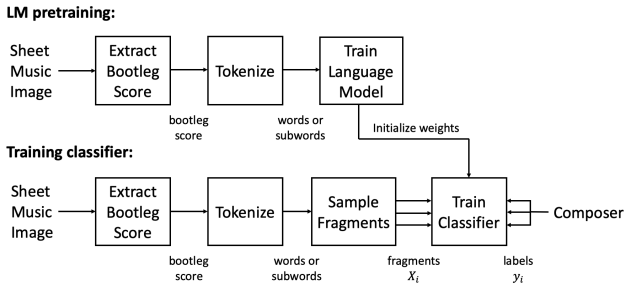 LM pretraining:
Sheet
Music
Image
Extract
Bootleg
Score
Tokenize
Train
Language
Model
bootleg
score
words or
subwords
Initialize weights
Training classifier:
Sheet
Music
Image
Extract
Bootleg
Score
Tokenize
Sample
Fragments
Train
Classifier
Composer
bootleg
score
words or
subwords
fragments
X_i
labels
y_i